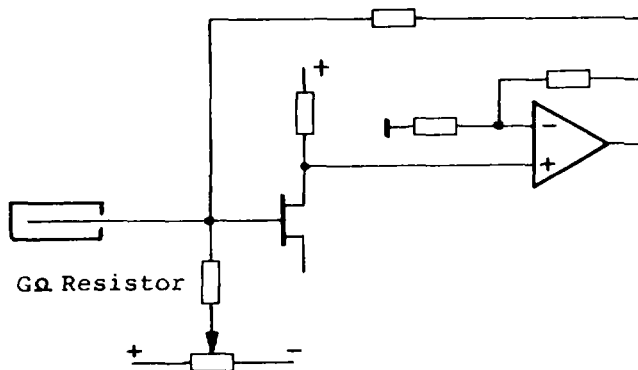 +
-
+
GΩ Resistor
+ -